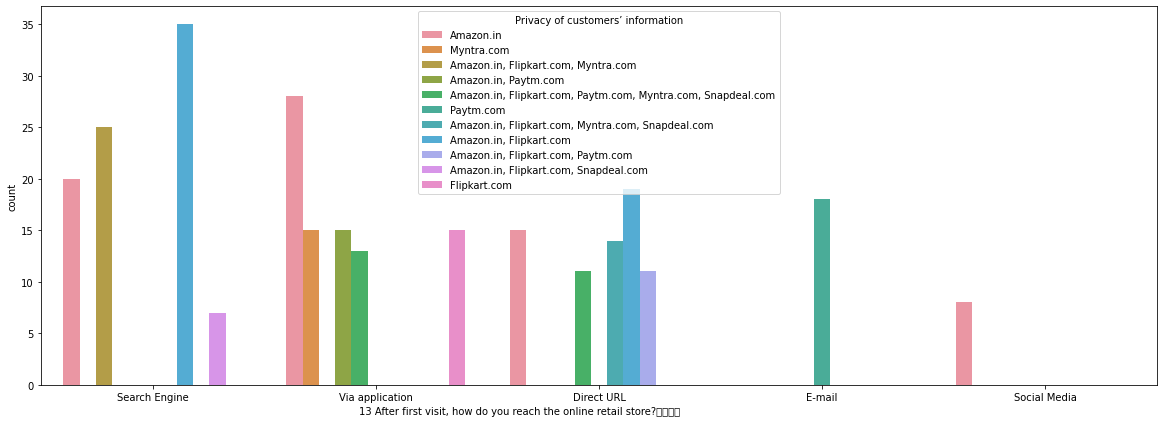 Privacy of customers’ information
Amazon.in
Myntra.com
Amazon.in, Flipkart.com, Myntra.com
Amazon.in, Paytm.com
Amazon.in, Flipkart.com, Paytm.com, Myntra.com, Snapdeal.com
Paytm.com
Amazon.in, Flipkart.com, Myntra.com, Snapdeal.com
Amazon.in, Flipkart.com
Amazon.in, Flipkart.com, Paytm.com
Amazon.in, Flipkart.com, Snapdeal.com
Flipkart.com
35
30
25
20
15
10
5
0
count
Search Engine Via application Direct URL E-mail Social Media
13 After first visit, how do you reach the online retail store?